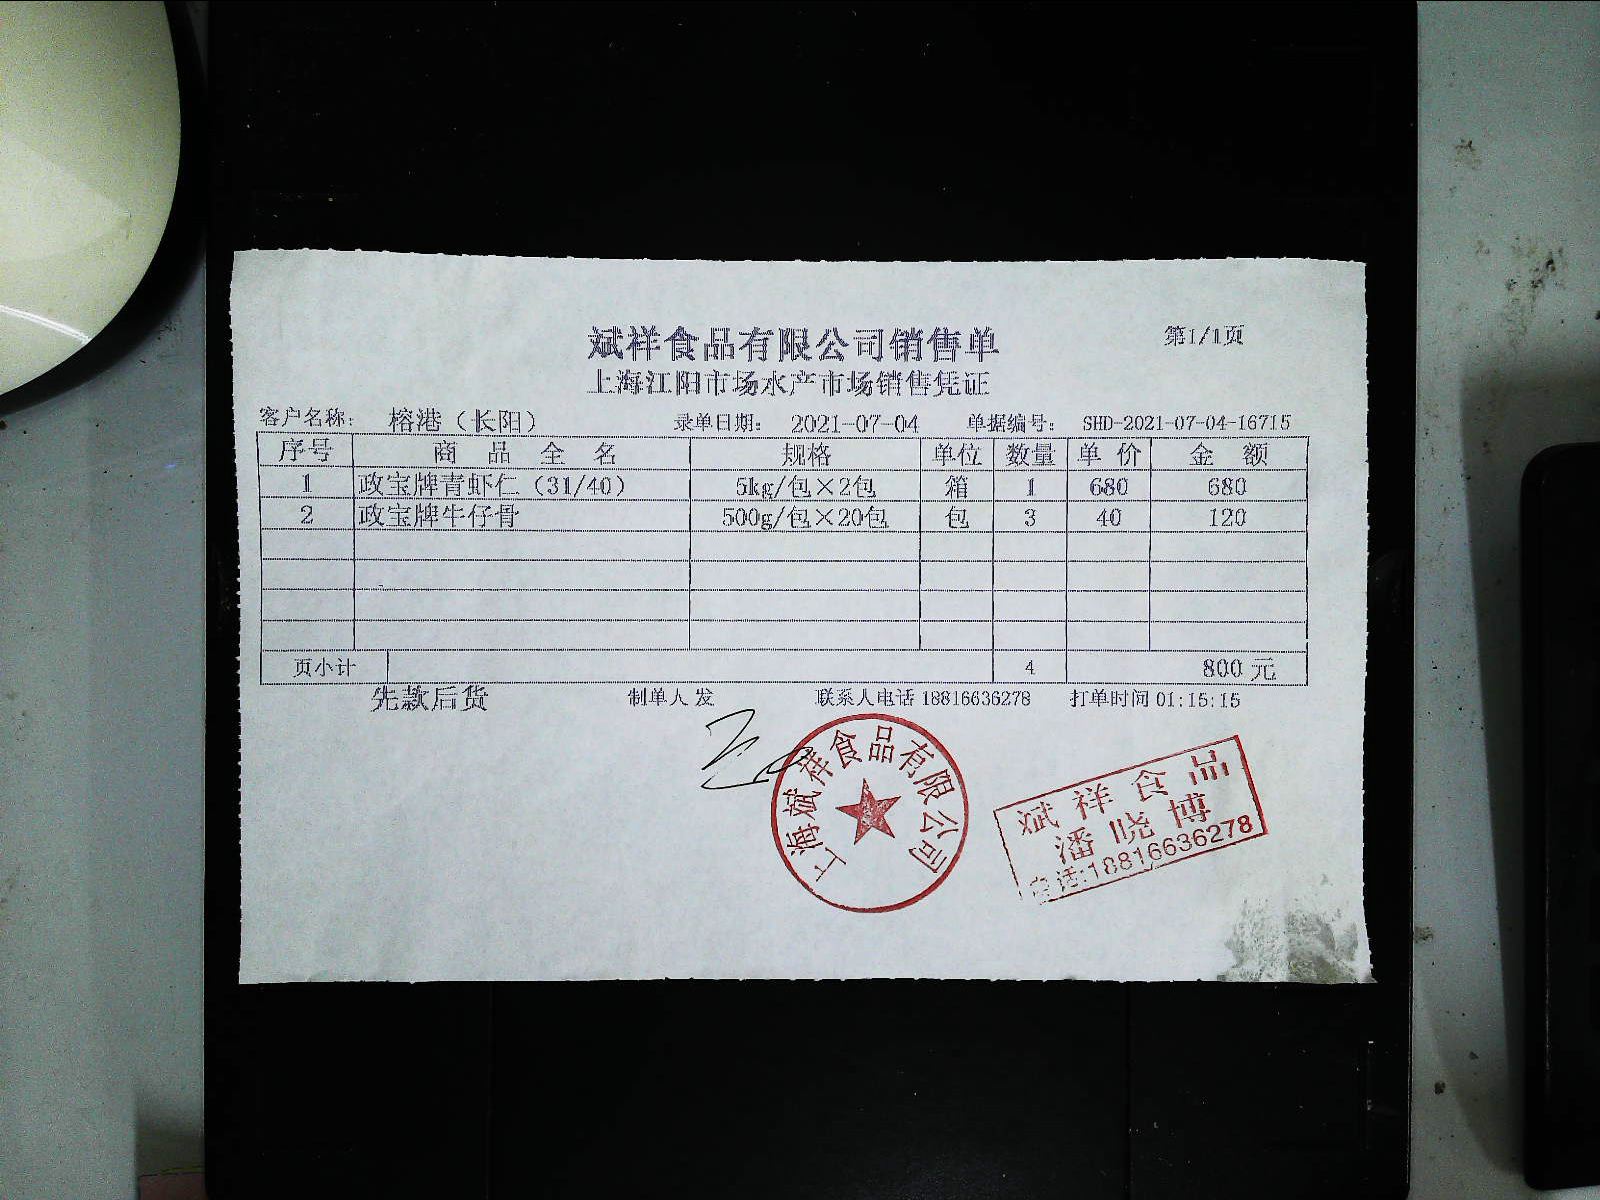 斌祥食品有限公司销售单 第1/1页
上海江阳市场水产市场销售凭证
客户名称： 榕港（长阳） 录单日期： 2021-07-04 单据编号： SHD-2021-07-04-16715
序号 商品全名 规格 单位 数量 单价 金额
1 政宝牌青虾仁（31/40） 5kg/包×2包 箱 1 680 680
2 政宝牌牛仔骨 500g/包×20包 包 3 40 120
页小计 4 800 元
先款后货 制单人 发 联系人电话 18816636278 打单时间 01:15:15
上海斌祥食品有限公司
斌祥食品
潘晓博
电话:18816636278